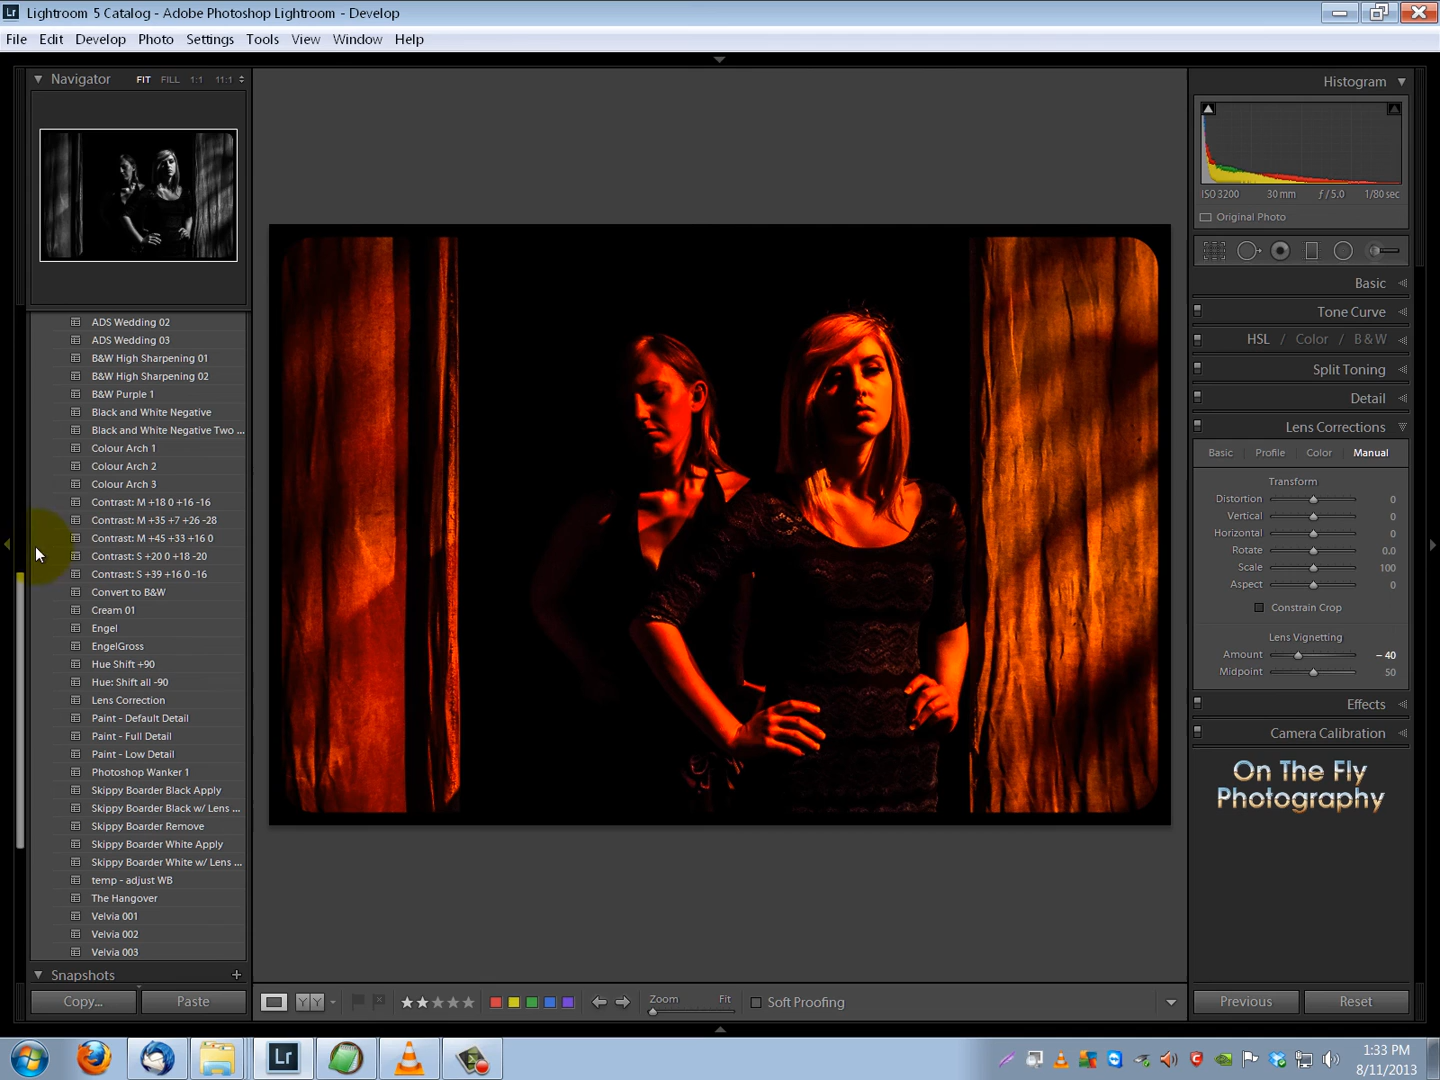 Lightroom 5 Catalog - Adobe Photoshop Lightroom - Develop
File Edit Develop Photo Settings Tools View Window Help
Navigator FIT FILL 1:1 11:1
ADS Wedding 02
ADS Wedding 03
B&W High Sharpening 01
B&W High Sharpening 02
B&W Purple 1
Black and White Negative
Black and White Negative Two ...
Colour Arch 1
Colour Arch 2
Colour Arch 3
Contrast: M +18 0 +16 -16
Contrast: M +35 +7 +26 -28
Contrast: M +45 +33 +16 0
Contrast: S +20 0 +18 -20
Contrast: S +39 +16 0 -16
Convert to B&W
Cream 01
Engel
EngelGross
Hue Shift +90
Hue: Shift all -90
Lens Correction
Paint - Default Detail
Paint - Full Detail
Paint - Low Detail
Photoshop Wanker 1
Skippy Boarder Black Apply
Skippy Boarder Black w/ Lens ...
Skippy Boarder Remove
Skippy Boarder White Apply
Skippy Boarder White w/ Lens ...
temp - adjust WB
The Hangover
Velvia 001
Velvia 002
Velvia 003
Snapshots +
Copy... Paste
Zoom Fit
Soft Proofing
Histogram
ISO 3200 30 mm ƒ / 5.0 1/80 sec
Original Photo
Basic
Tone Curve
HSL / Color / B & W
Split Toning
Detail
Lens Corrections
Basic Profile Color Manual
Transform
Distortion 0
Vertical 0
Horizontal 0
Rotate 0.0
Scale 100
Aspect 0
Constrain Crop
Lens Vignetting
Amount – 40
Midpoint 50
Effects
Camera Calibration
On The Fly
Photography
Previous Reset
Lr
1:33 PM
8/11/2013